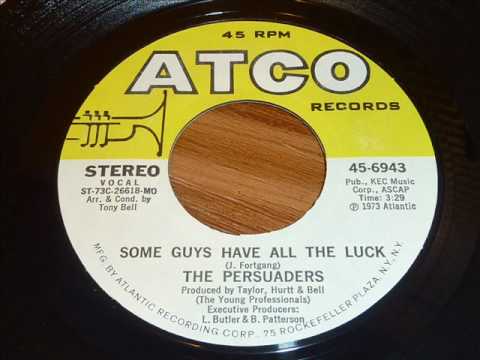 45 RPM
ATCO
RECORDS
STEREO
VOCAL
ST-73C-26618-MO
Arr. & Cond. by
Tony Bell
45-6943
Pub., KEC Music
Corp., ASCAP
Time: 3:29
Ⓟ 1973 Atlantic
SOME GUYS HAVE ALL THE LUCK
(J. Fortgang)
THE PERSUADERS
Produced by Taylor, Hurtt & Bell
(The Young Professionals)
Executive Producers:
L. Butler & B. Patterson
MFG. BY ATLANTIC RECORDING CORP., 75 ROCKEFELLER PLAZA, N.Y., N.Y.